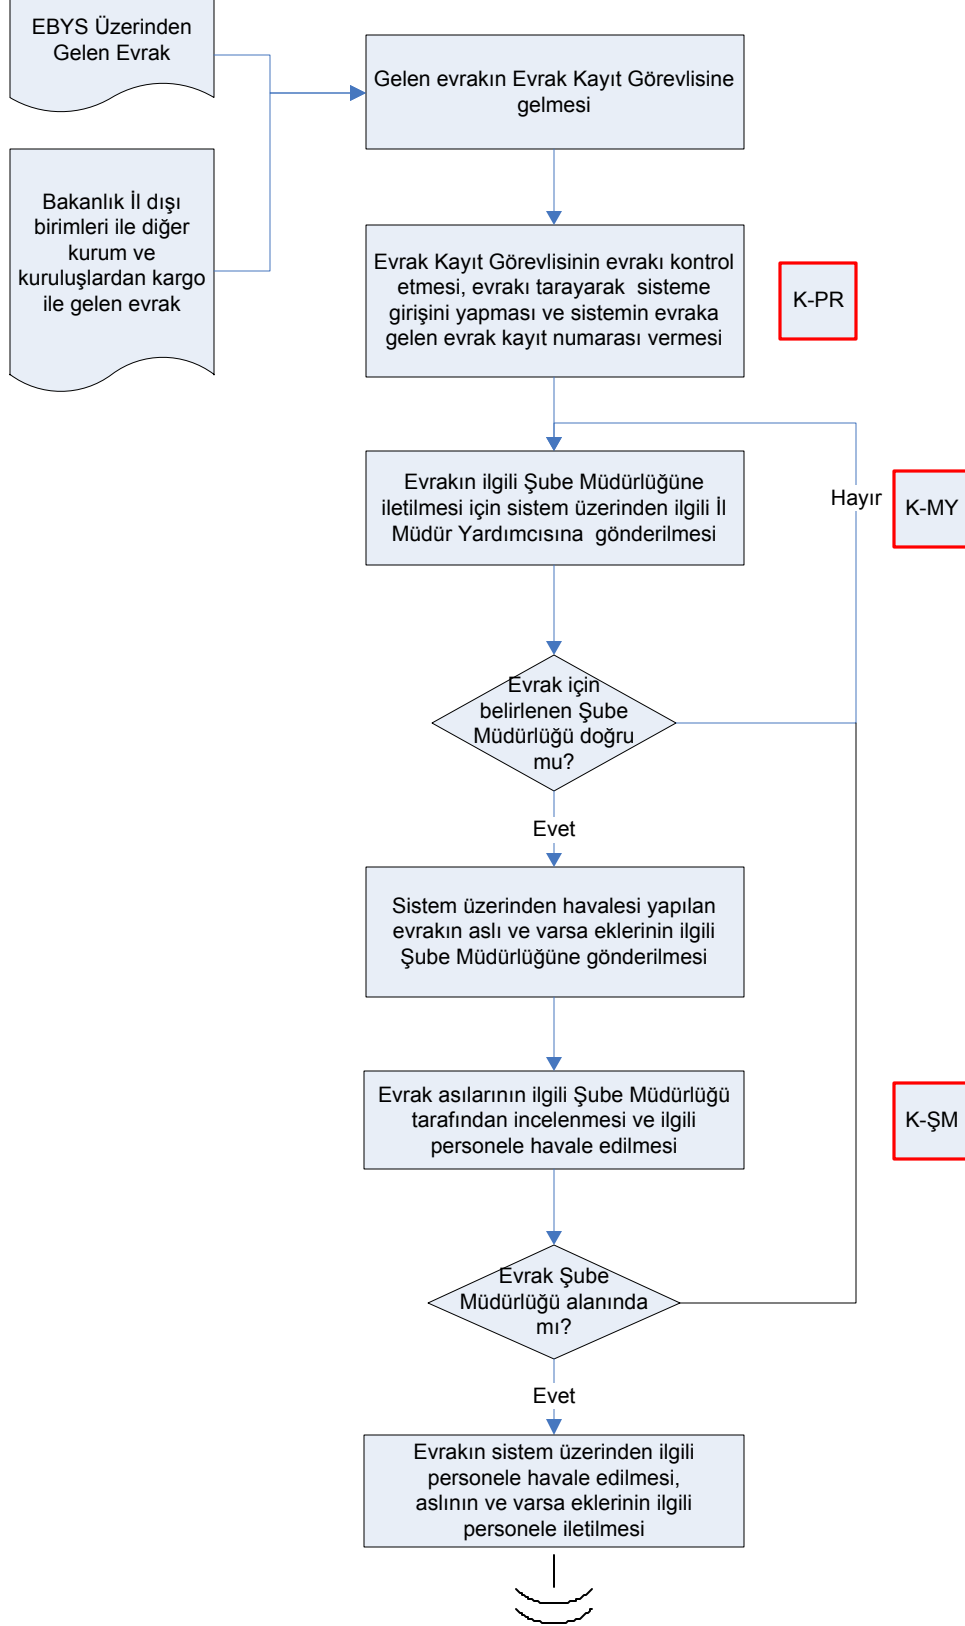 EBYS Üzerinden
Gelen Evrak
Gelen evrakın Evrak Kayıt Görevlisine
gelmesi
Bakanlık İl dışı
birimleri ile diğer
kurum ve
kuruluşlardan kargo
ile gelen evrak
Evrak Kayıt Görevlisinin evrakı kontrol
etmesi, evrakı tarayarak sisteme
girişini yapması ve sistemin evraka
gelen evrak kayıt numarası vermesi
K-PR
Evrakın ilgili Şube Müdürlüğüne
iletilmesi için sistem üzerinden ilgili İl
Müdür Yardımcısına gönderilmesi
Hayır
K-MY
Evrak için
belirlenen Şube
Müdürlüğü doğru
mu?
Evet
Sistem üzerinden havalesi yapılan
evrakın aslı ve varsa eklerinin ilgili
Şube Müdürlüğüne gönderilmesi
Evrak asılarının ilgili Şube Müdürlüğü
tarafından incelenmesi ve ilgili
personele havale edilmesi
K-ŞM
Evrak Şube
Müdürlüğü alanında
mı?
Evet
Evrakın sistem üzerinden ilgili
personele havale edilmesi,
aslının ve varsa eklerinin ilgili
personele iletilmesi